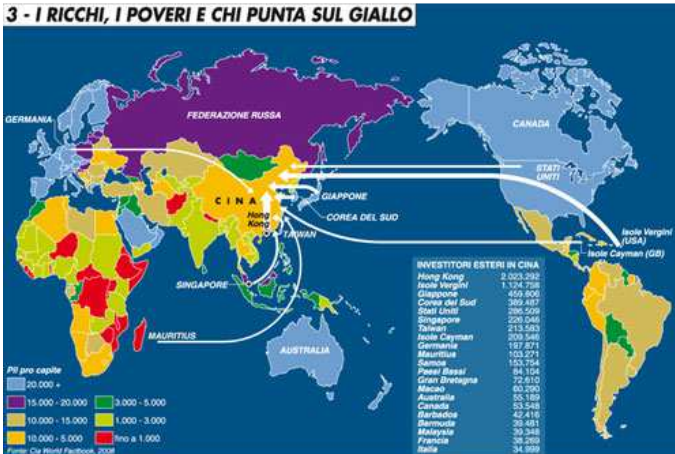 3 - I RICCHI, I POVERI E CHI PUNTA SUL GIALLO
GERMANIA
FEDERAZIONE RUSSA
CANADA
STATI
UNITI
CINA
GIAPPONE
Hong
Kong
COREA DEL SUD
TAIWAN
Isole Vergini
(USA)
Isole Cayman (GB)
SINGAPORE
MAURITIUS
AUSTRALIA
INVESTITORI ESTERI IN CINA
Hong Kong 2.023.292
Isole Vergini 1.124.758
Giappone 459.806
Corea del Sud 389.487
Stati Uniti 286.509
Singapore 226.046
Taiwan 213.583
Isole Cayman 209.546
Germania 197.871
Mauritius 103.271
Samoa 153.754
Paesi Bassi 84.104
Gran Bretagna 72.610
Macao 60.290
Australia 55.189
Canada 53.548
Barbados 42.416
Bermuda 39.481
Malaysia 39.348
Francia 38.269
Italia 34.999
Pil pro capite
20.000 +
15.000 - 20.000
10.000 - 15.000
10.000 - 5.000
3.000 - 5.000
1.000 - 3.000
fino a 1.000
Fonte: Cia World Factbook, 2008